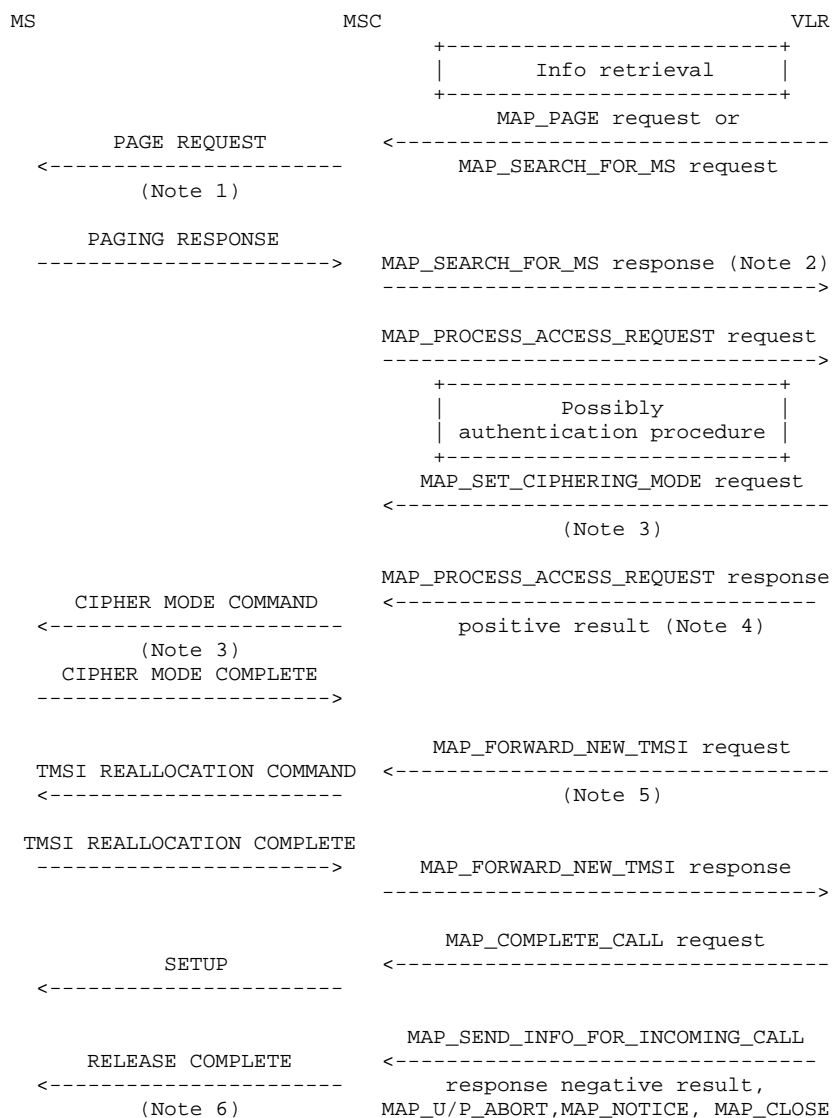 MS MSC VLR
Info retrieval
MAP_PAGE request or
PAGE REQUEST
MAP_SEARCH_FOR_MS request
(Note 1)
PAGING RESPONSE
MAP_SEARCH_FOR_MS response (Note 2)
MAP_PROCESS_ACCESS_REQUEST request
Possibly
authentication procedure
MAP_SET_CIPHERING_MODE request
(Note 3)
MAP_PROCESS_ACCESS_REQUEST response
CIPHER MODE COMMAND
positive result (Note 4)
(Note 3)
CIPHER MODE COMPLETE
MAP_FORWARD_NEW_TMSI request
TMSI REALLOCATION COMMAND
(Note 5)
TMSI REALLOCATION COMPLETE
MAP_FORWARD_NEW_TMSI response
MAP_COMPLETE_CALL request
SETUP
MAP_SEND_INFO_FOR_INCOMING_CALL
RELEASE COMPLETE
response negative result,
(Note 6) MAP_U/P_ABORT,MAP_NOTICE, MAP_CLOSE